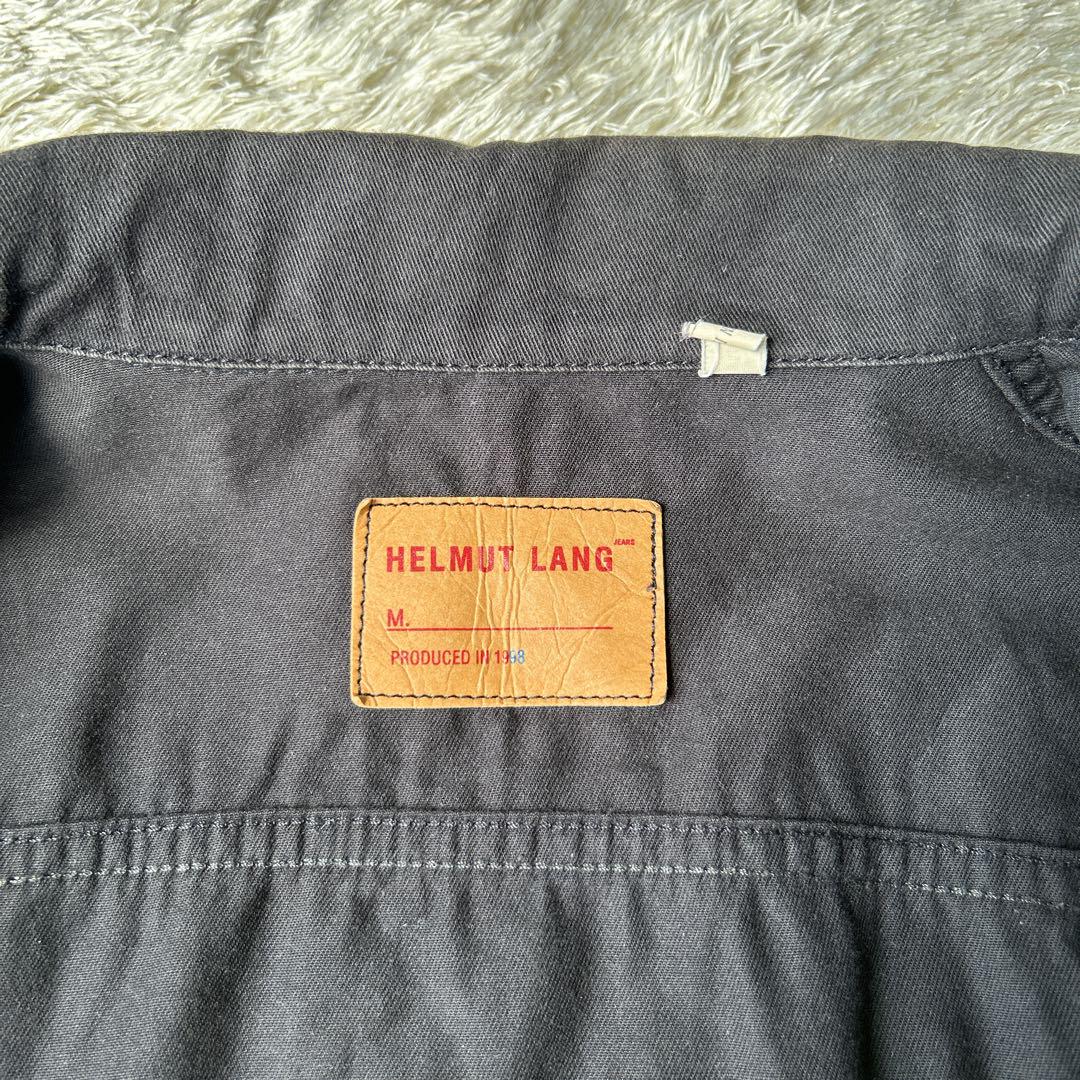 HELMUT LANG JEANS
M.
PRODUCED IN 1998